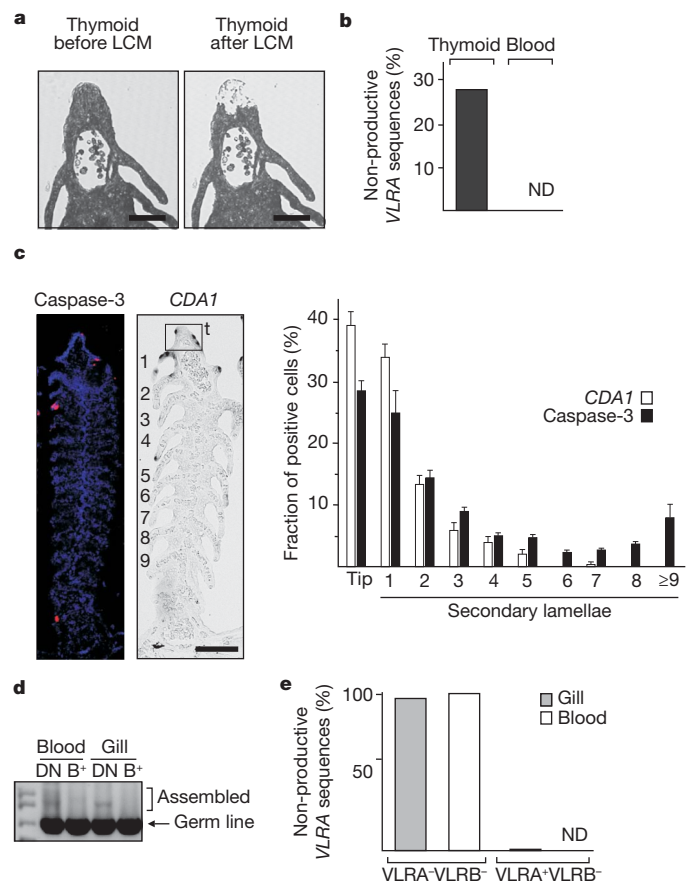 a
Thymoid before LCM
Thymoid after LCM
b
Non-productive VLRA sequences (%)
30
20
10
Thymoid Blood
ND
c
Caspase-3
CDA1
t
1
2
3
4
5
6
7
8
9
Fraction of positive cells (%)
40
30
20
10
CDA1
Caspase-3
Tip 1 2 3 4 5 6 7 8 ≥9
Secondary lamellae
d
Blood Gill
DN B⁺ DN B⁺
Assembled
Germ line
e
Non-productive VLRA sequences (%)
100
50
Gill
Blood
ND
VLRA⁻VLRB⁻ VLRA⁺VLRB⁻